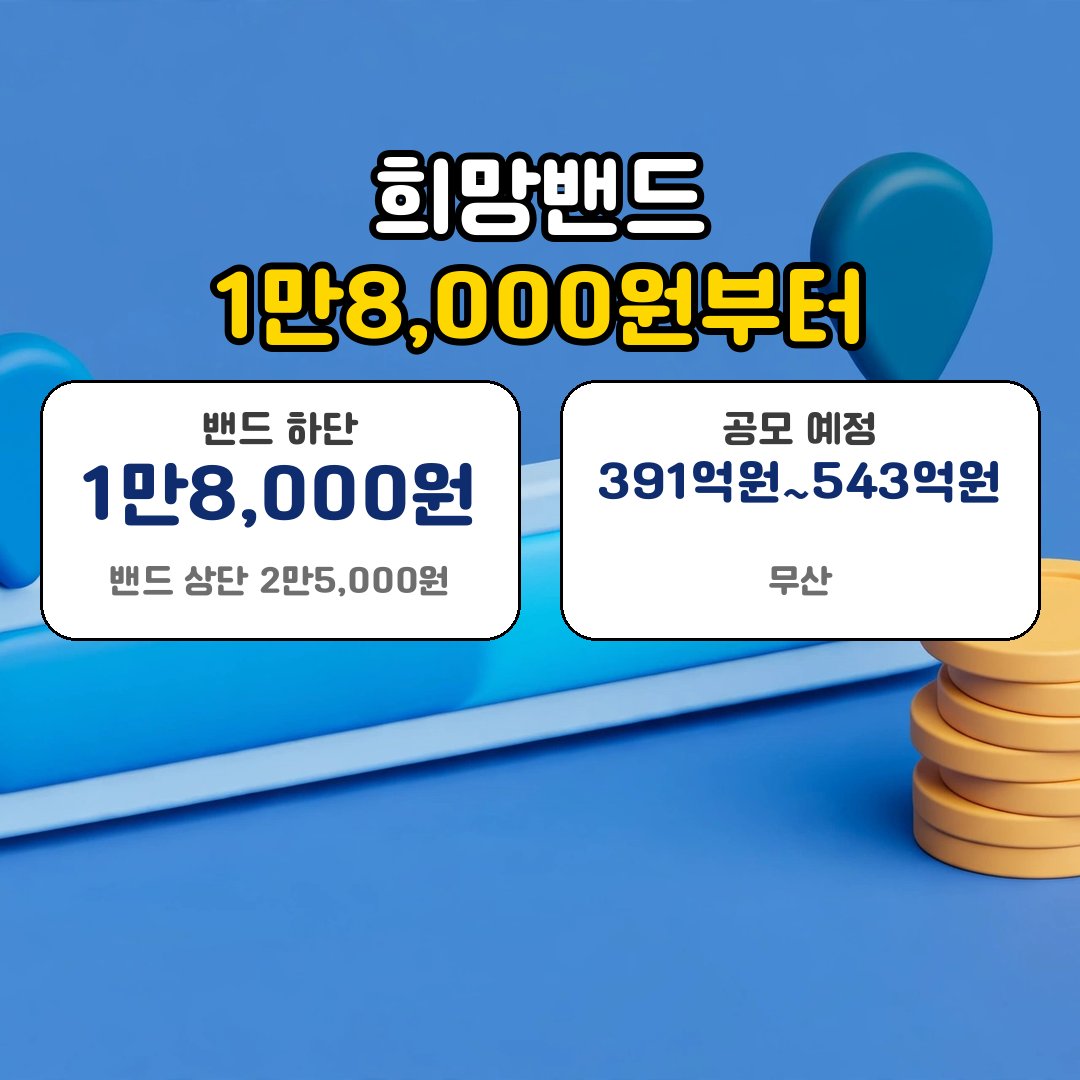 희망밴드
1만8,000원부터
밴드 하단
1만8,000원
밴드 상단 2만5,000원
공모 예정
391억원~543억원
무산